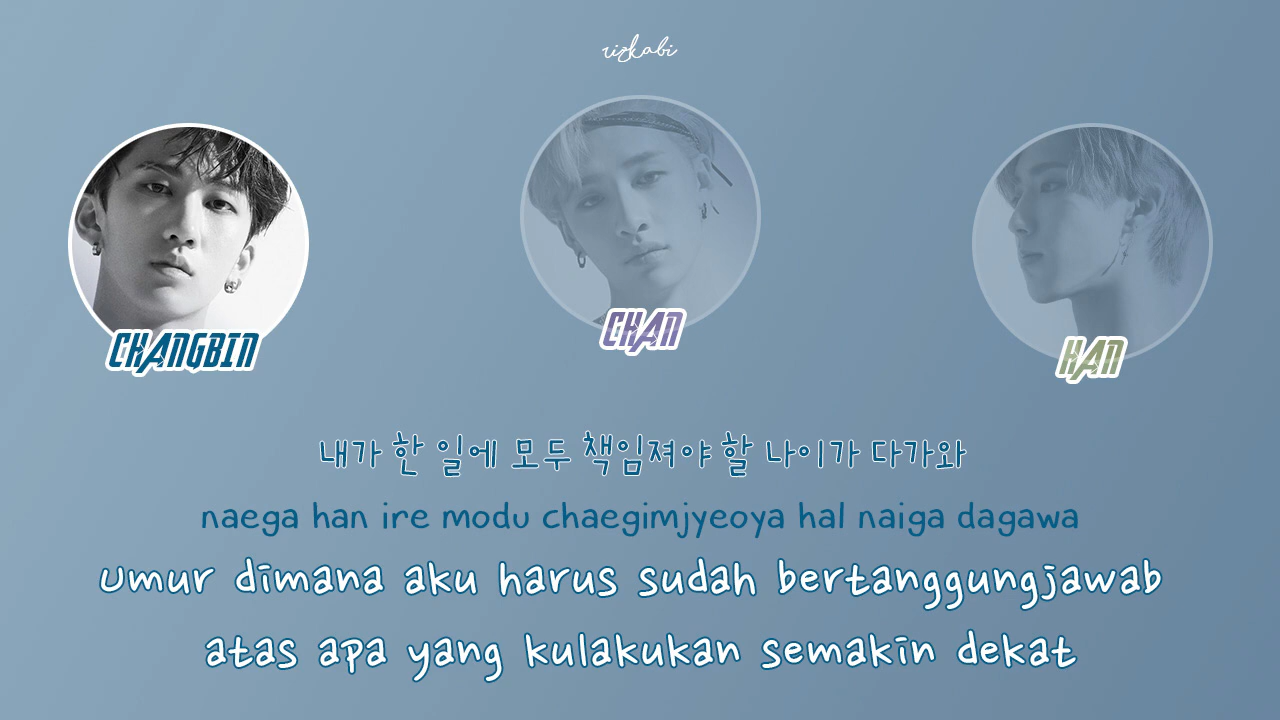 rizkabi
CHANGBIN
CHAN
HAN
내가 한 일에 모두 책임져야 할 나이가 다가와
naega han ire modu chaegimjyeoya hal naiga dagawa
Umur dimana aku harus sudah bertanggungjawab
atas apa yang kulakukan semakin dekat